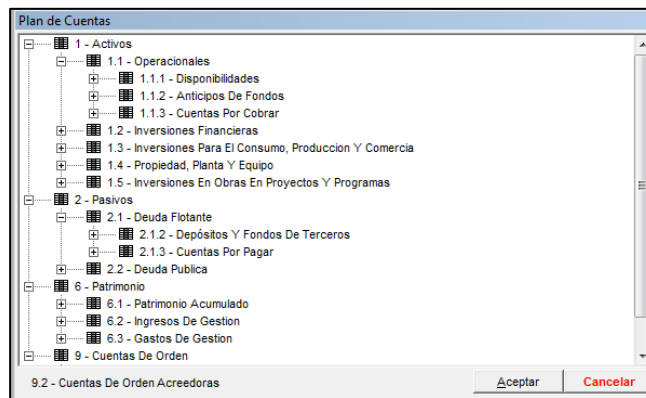 Plan de Cuentas
1 - Activos
1.1 - Operacionales
1.1.1 - Disponibilidades
1.1.2 - Anticipos De Fondos
1.1.3 - Cuentas Por Cobrar
1.2 - Inversiones Financieras
1.3 - Inversiones Para El Consumo, Produccion Y Comercia
1.4 - Propiedad, Planta Y Equipo
1.5 - Inversiones En Obras En Proyectos Y Programas
2 - Pasivos
2.1 - Deuda Flotante
2.1.2 - Depósitos Y Fondos De Terceros
2.1.3 - Cuentas Por Pagar
2.2 - Deuda Publica
6 - Patrimonio
6.1 - Patrimonio Acumulado
6.2 - Ingresos De Gestion
6.3 - Gastos De Gestion
9 - Cuentas De Orden
9.2 - Cuentas De Orden Acreedoras Aceptar Cancelar